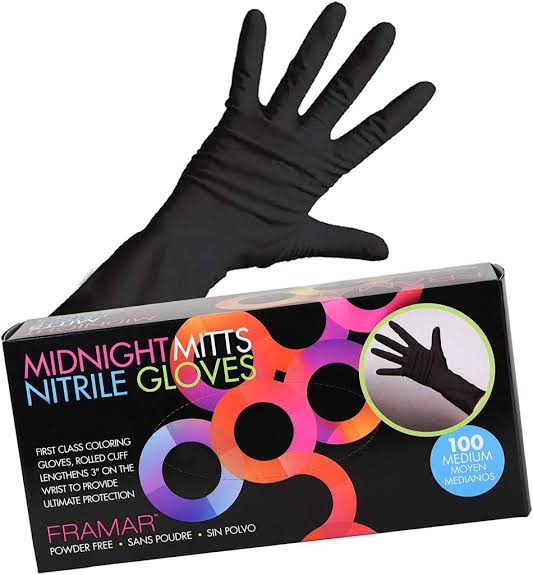 MIDNIGHT MITTS
NITRILE GLOVES
FIRST CLASS COLORING
GLOVES, ROLLED CUFF
LENGTHENS 3" ON THE
WRIST TO PROVIDE
ULTIMATE PROTECTION
FRAMAR™
POWDER FREE • SANS POUDRE • SIN POLVO
100
MEDIUM
MOYEN
MEDIANOS